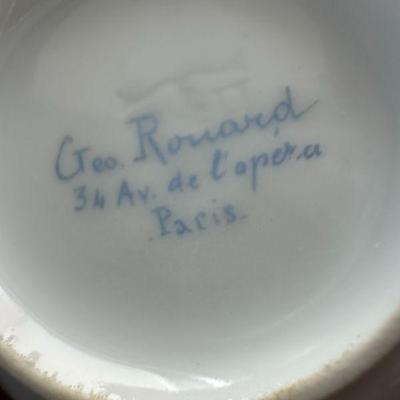 Geo. Rouard
34 Av. de l'opéra
Paris.